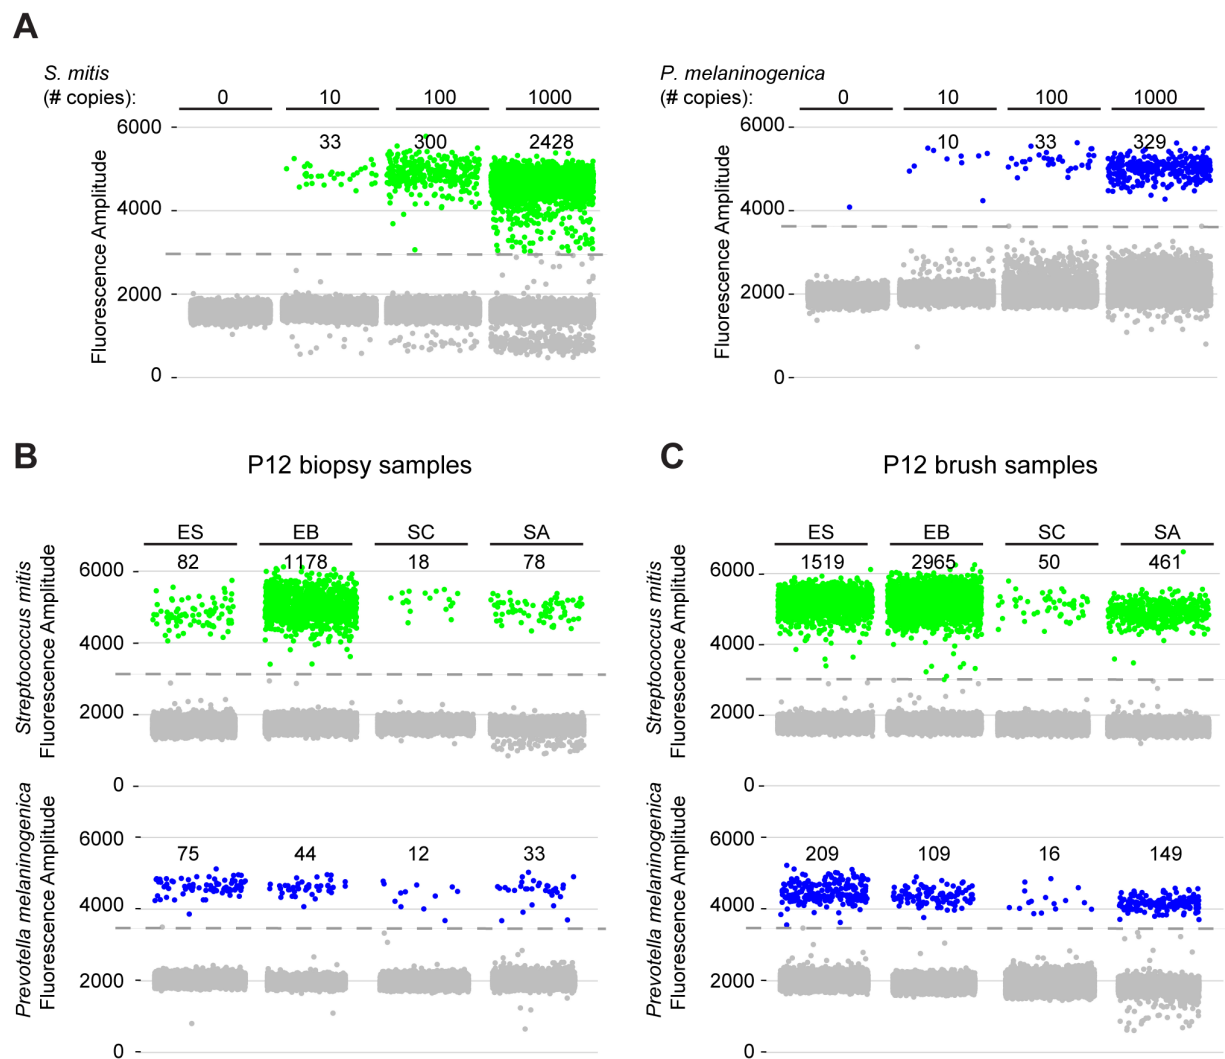 A
S. mitis
(# copies):
0
10
100
1000
33
300
2428
6000
4000
2000
0
Fluorescence Amplitude
P. melaninogenica
(# copies):
0
10
100
1000
10
33
329
6000
4000
2000
0
Fluorescence Amplitude
B
P12 biopsy samples
ES
EB
SC
SA
82
1178
18
78
6000
4000
2000
0
Streptococcus mitis
Fluorescence Amplitude
75
44
12
33
6000
4000
2000
0
Prevotella melaninogenica
Fluorescence Amplitude
C
P12 brush samples
ES
EB
SC
SA
1519
2965
50
461
6000
4000
2000
0
Streptococcus mitis
Fluorescence Amplitude
209
109
16
149
6000
4000
2000
0
Prevotella melaninogenica
Fluorescence Amplitude